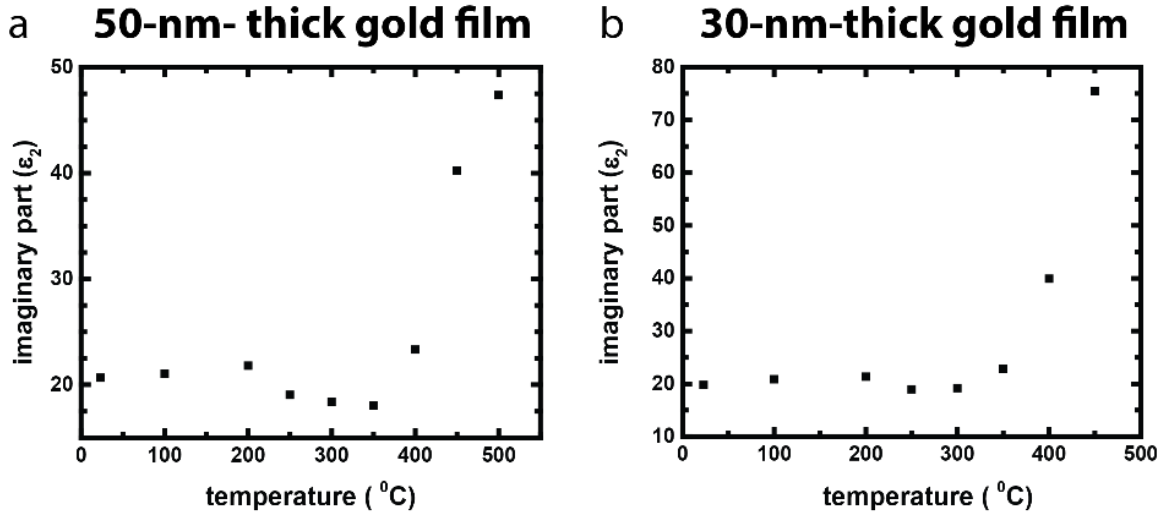 a 50-nm- thick gold film
50
40
30
20
imaginary part (ε₂)
0 100 200 300 400 500
temperature ( ⁰C)
b 30-nm-thick gold film
80
70
60
50
40
30
20
10
imaginary part (ε₂)
0 100 200 300 400 500
temperature ( ⁰C)